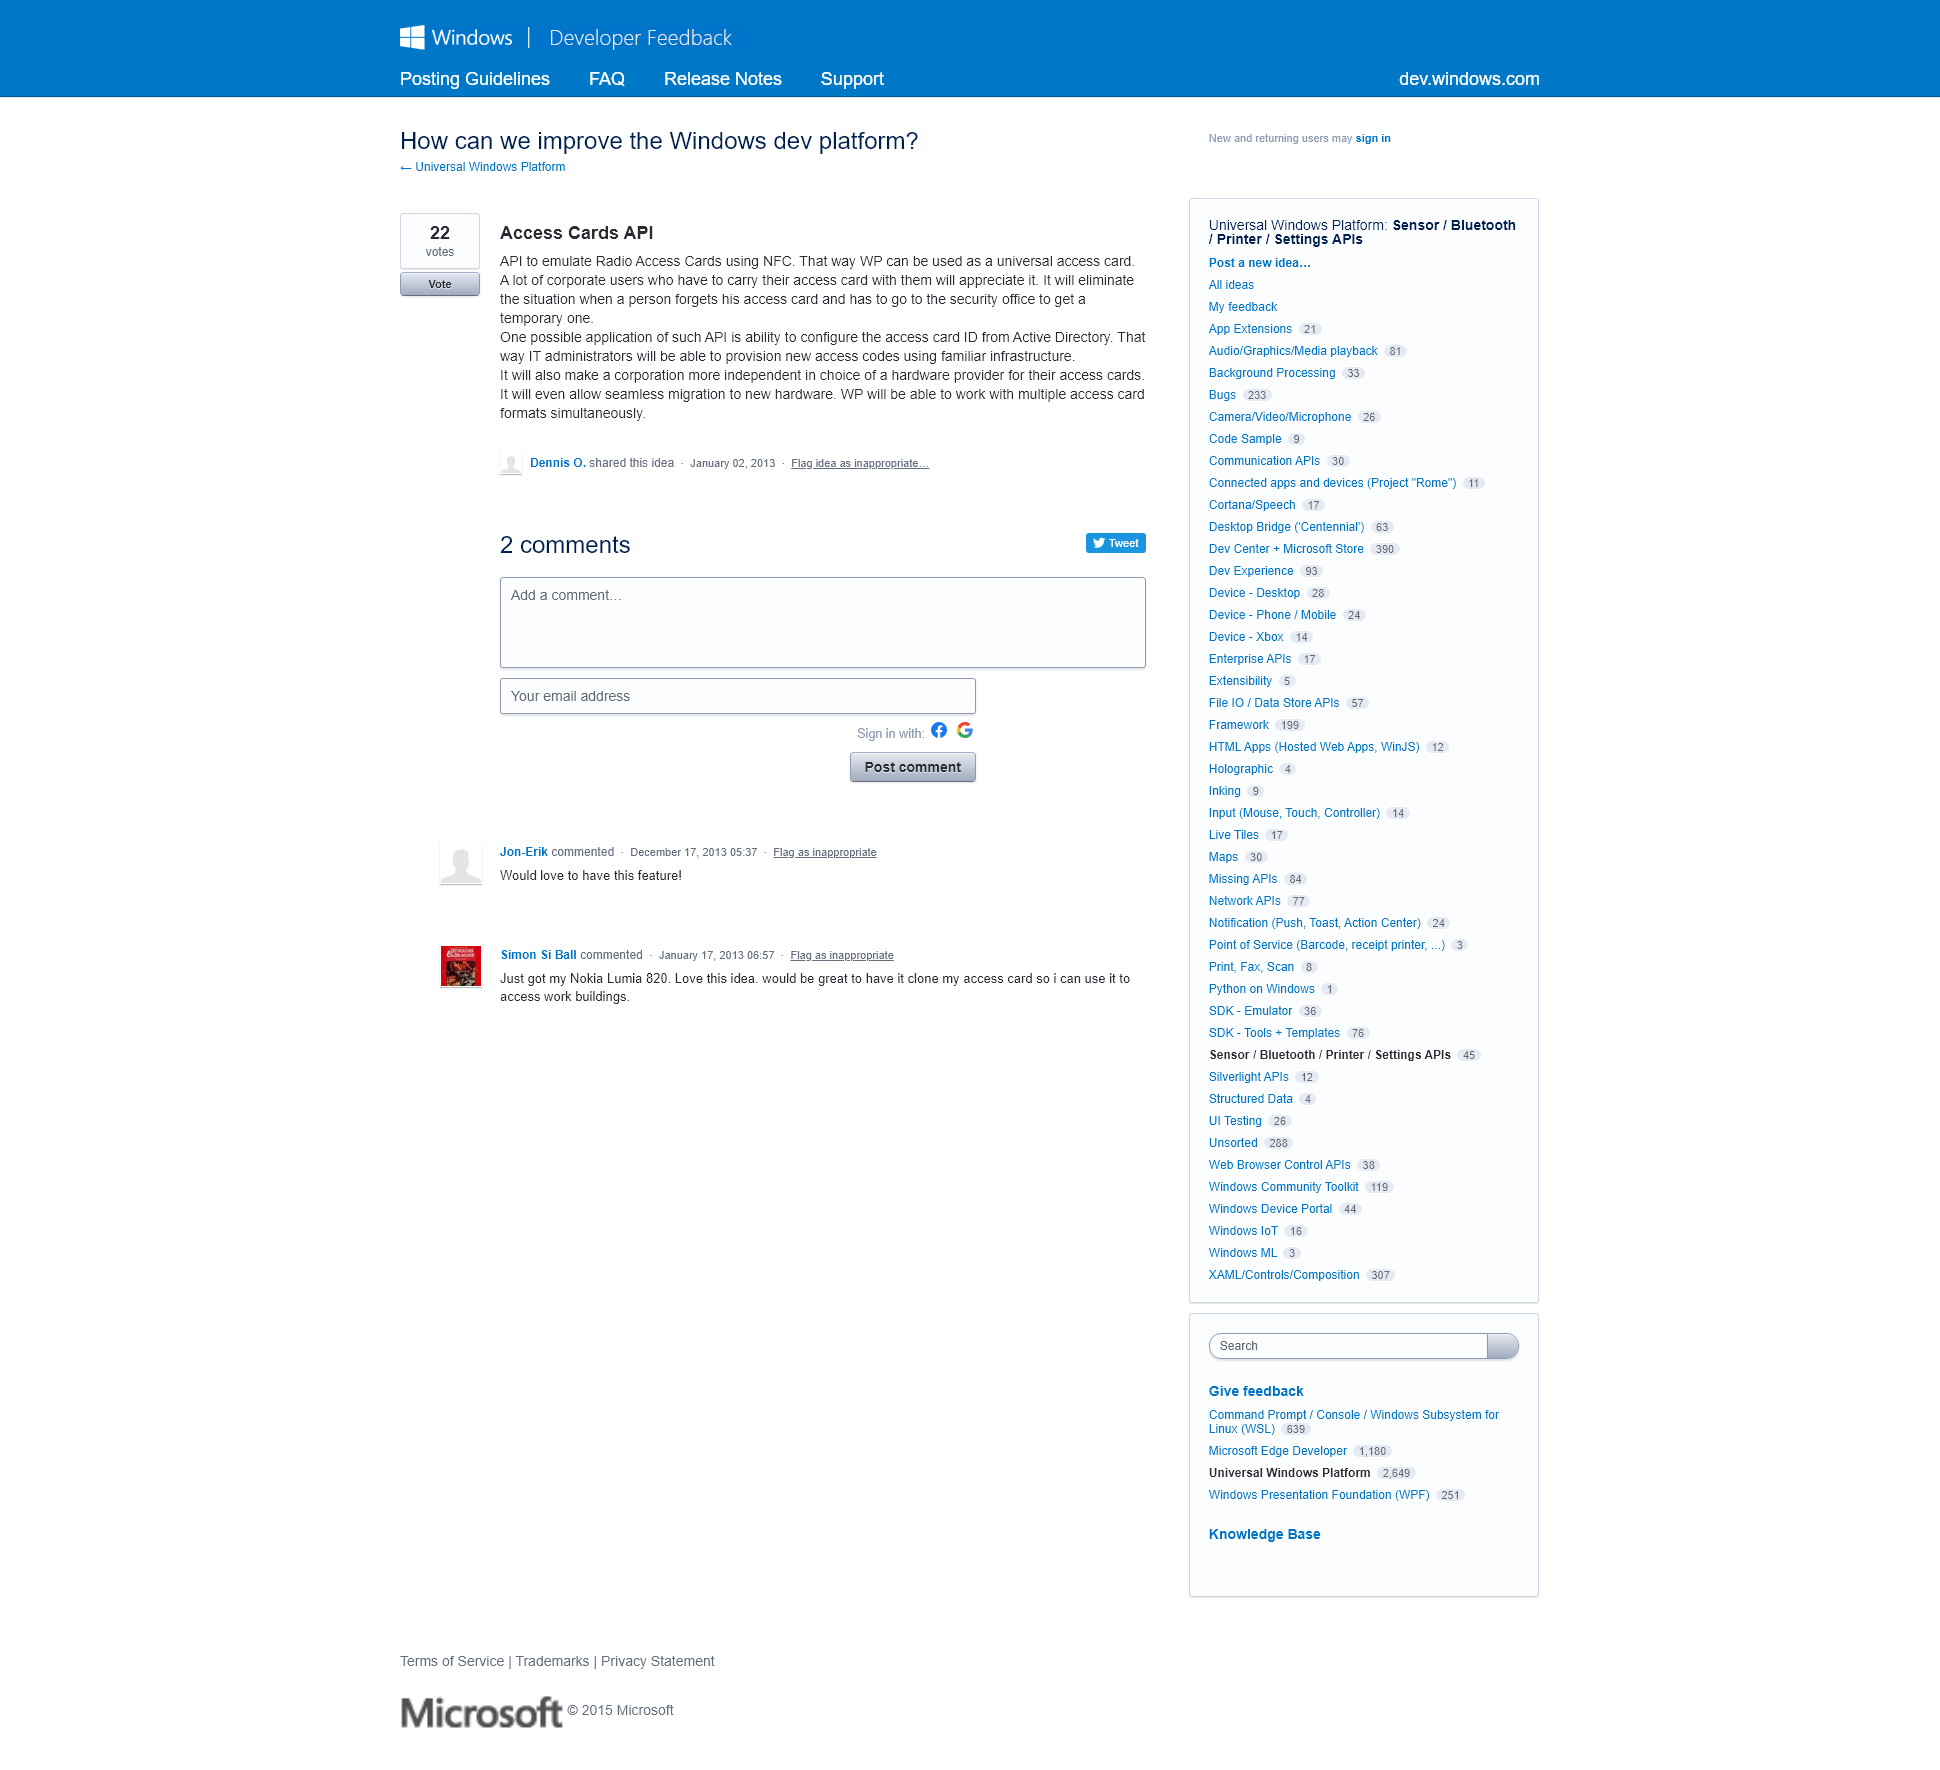 Windows | Developer Feedback
Posting Guidelines FAQ Release Notes Support dev.windows.com
How can we improve the Windows dev platform?
← Universal Windows Platform
New and returning users may sign in
22
votes
Vote
Access Cards API
API to emulate Radio Access Cards using NFC. That way WP can be used as a universal access card.
A lot of corporate users who have to carry their access card with them will appreciate it. It will eliminate
the situation when a person forgets his access card and has to go to the security office to get a
temporary one.
One possible application of such API is ability to configure the access card ID from Active Directory. That
way IT administrators will be able to provision new access codes using familiar infrastructure.
It will also make a corporation more independent in choice of a hardware provider for their access cards.
It will even allow seamless migration to new hardware. WP will be able to work with multiple access card
formats simultaneously.
Dennis O. shared this idea · January 02, 2013 · Flag idea as inappropriate…
2 comments
Tweet
Add a comment…
Your email address
Sign in with:
Post comment
Jon-Erik commented · December 17, 2013 05:37 · Flag as inappropriate
Would love to have this feature!
Simon Si Ball commented · January 17, 2013 06:57 · Flag as inappropriate
Just got my Nokia Lumia 820. Love this idea. would be great to have it clone my access card so i can use it to
access work buildings.
Universal Windows Platform: Sensor / Bluetooth
/ Printer / Settings APIs
Post a new idea…
All ideas
My feedback
App Extensions 21
Audio/Graphics/Media playback 81
Background Processing 33
Bugs 233
Camera/Video/Microphone 26
Code Sample 9
Communication APIs 30
Connected apps and devices (Project "Rome") 11
Cortana/Speech 17
Desktop Bridge ('Centennial') 63
Dev Center + Microsoft Store 390
Dev Experience 93
Device - Desktop 28
Device - Phone / Mobile 24
Device - Xbox 14
Enterprise APIs 17
Extensibility 5
File IO / Data Store APIs 57
Framework 199
HTML Apps (Hosted Web Apps, WinJS) 12
Holographic 4
Inking 9
Input (Mouse, Touch, Controller) 14
Live Tiles 17
Maps 30
Missing APIs 84
Network APIs 77
Notification (Push, Toast, Action Center) 24
Point of Service (Barcode, receipt printer, ...) 3
Print, Fax, Scan 8
Python on Windows 1
SDK - Emulator 36
SDK - Tools + Templates 76
Sensor / Bluetooth / Printer / Settings APIs 45
Silverlight APIs 12
Structured Data 4
UI Testing 26
Unsorted 288
Web Browser Control APIs 38
Windows Community Toolkit 119
Windows Device Portal 44
Windows IoT 16
Windows ML 3
XAML/Controls/Composition 307
Search
Give feedback
Command Prompt / Console / Windows Subsystem for
Linux (WSL) 639
Microsoft Edge Developer 1,180
Universal Windows Platform 2,649
Windows Presentation Foundation (WPF) 251
Knowledge Base
Terms of Service | Trademarks | Privacy Statement
Microsoft © 2015 Microsoft